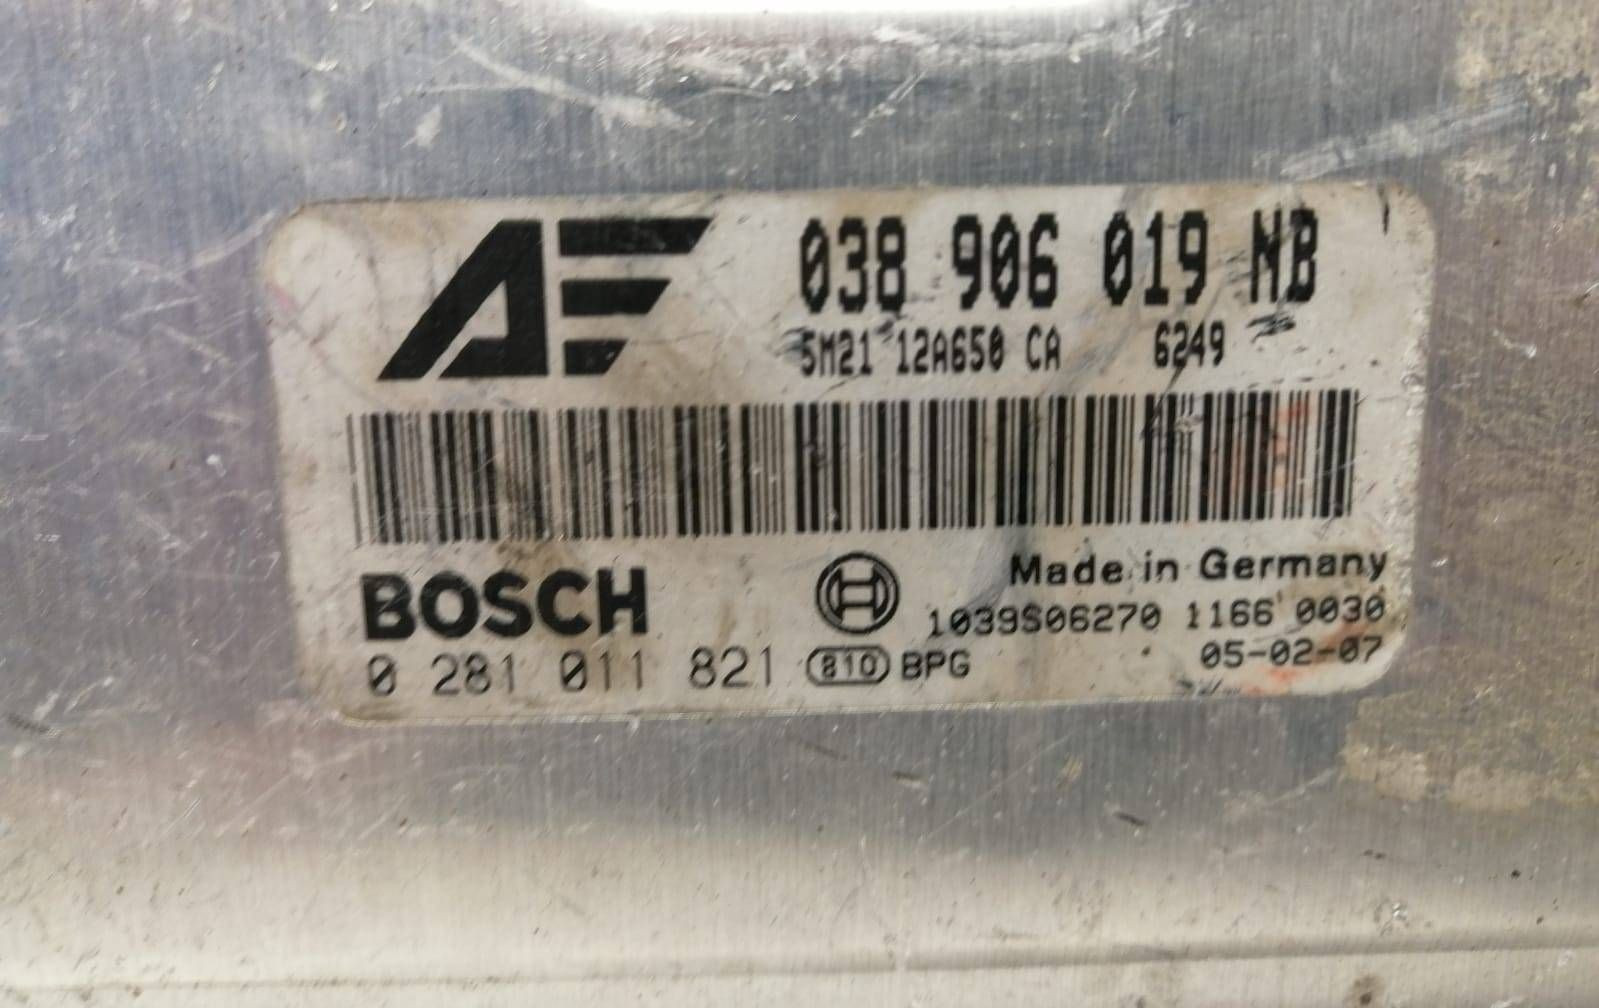 AE 038 906 019 NB
5M21 12A650 CA 6249
BOSCH Made in Germany
1039S06270 1166 0030
0 281 011 821 810 BPG 05-02-07